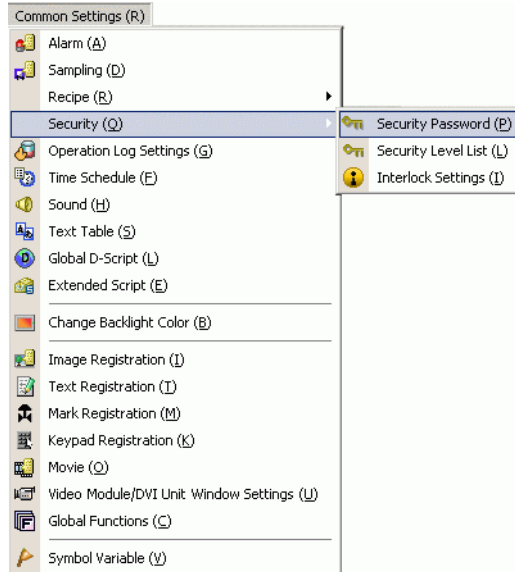 Common Settings (R)
Alarm (A)
Sampling (D)
Recipe (R)
Security (Q)
Security Password (P)
Security Level List (L)
Interlock Settings (I)
Operation Log Settings (G)
Time Schedule (F)
Sound (H)
Text Table (S)
Global D-Script (L)
Extended Script (E)
Change Backlight Color (B)
Image Registration (I)
Text Registration (T)
Mark Registration (M)
Keypad Registration (K)
Movie (O)
Video Module/DVI Unit Window Settings (U)
Global Functions (C)
Symbol Variable (V)